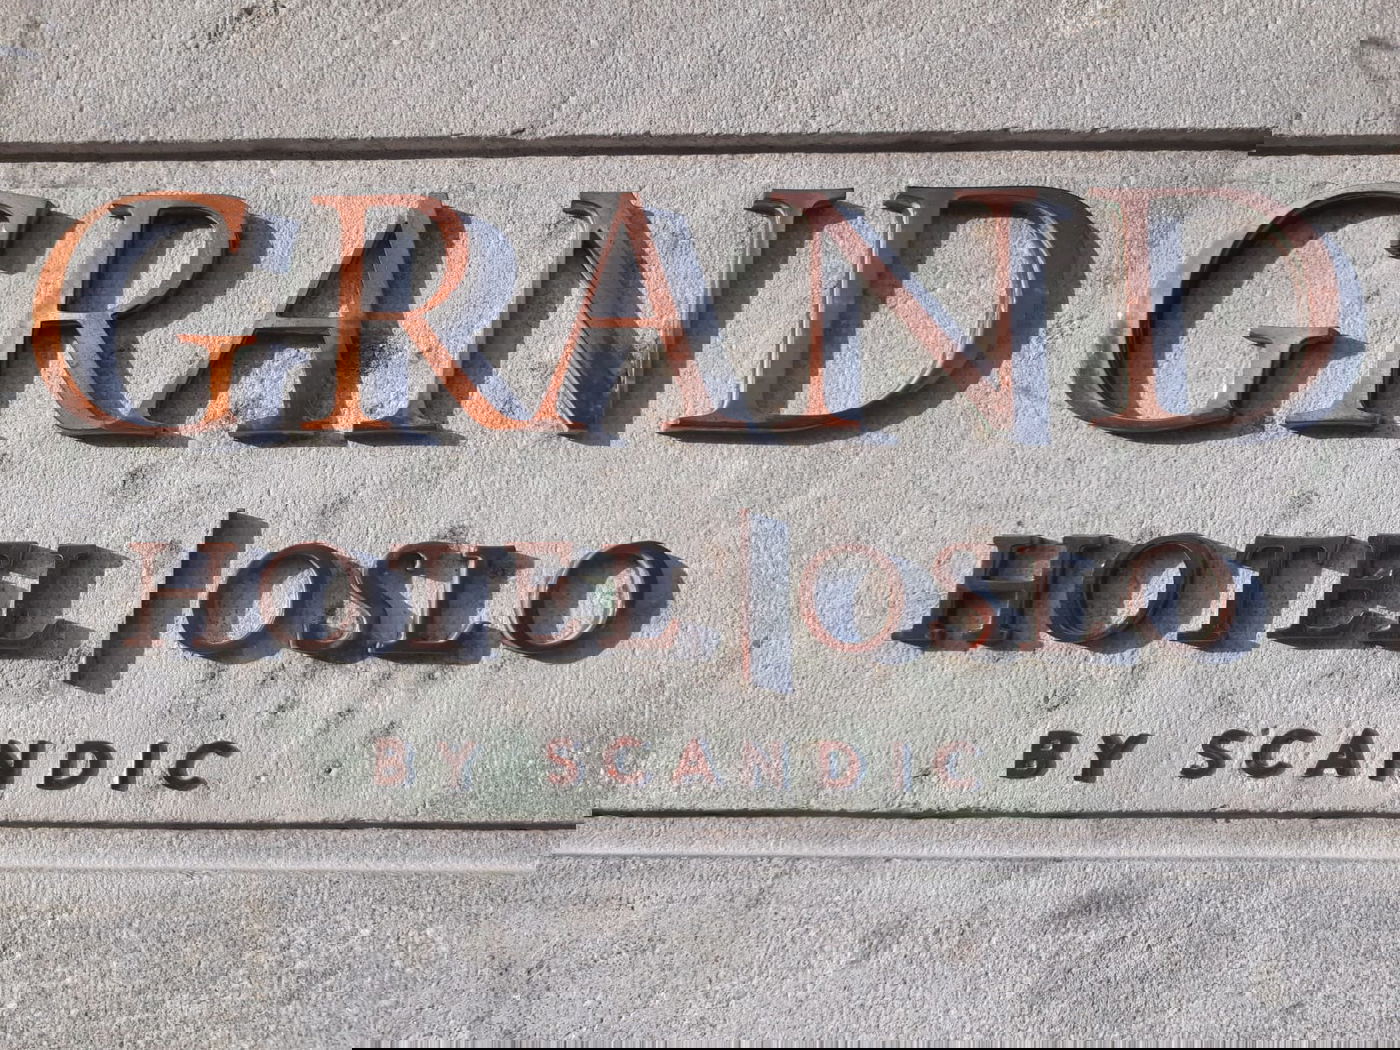 GRAND
HOTEL | OSLO
BY SCANDIC